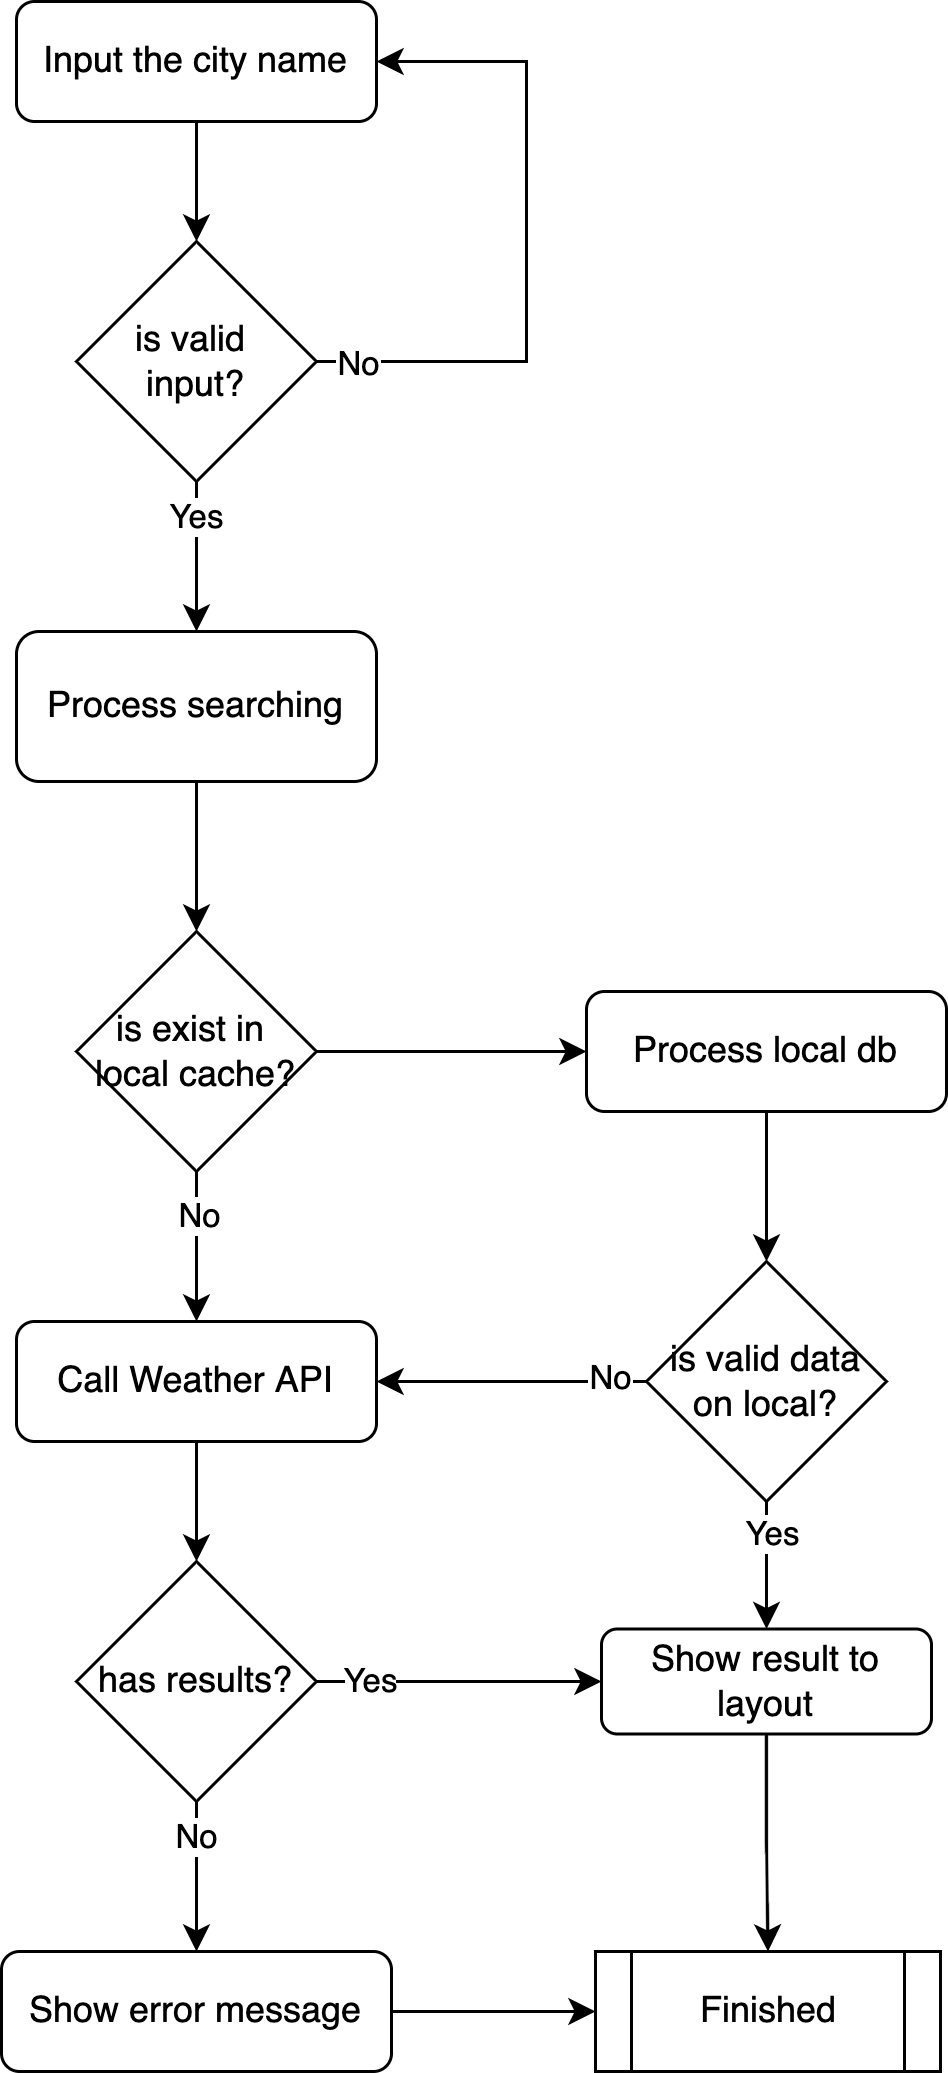 Input the city name
is valid
input?
No
Yes
Process searching
is exist in
local cache?
Process local db
No
Call Weather API
No
is valid data
on local?
Yes
has results?
Yes
Show result to
layout
No
Show error message
Finished